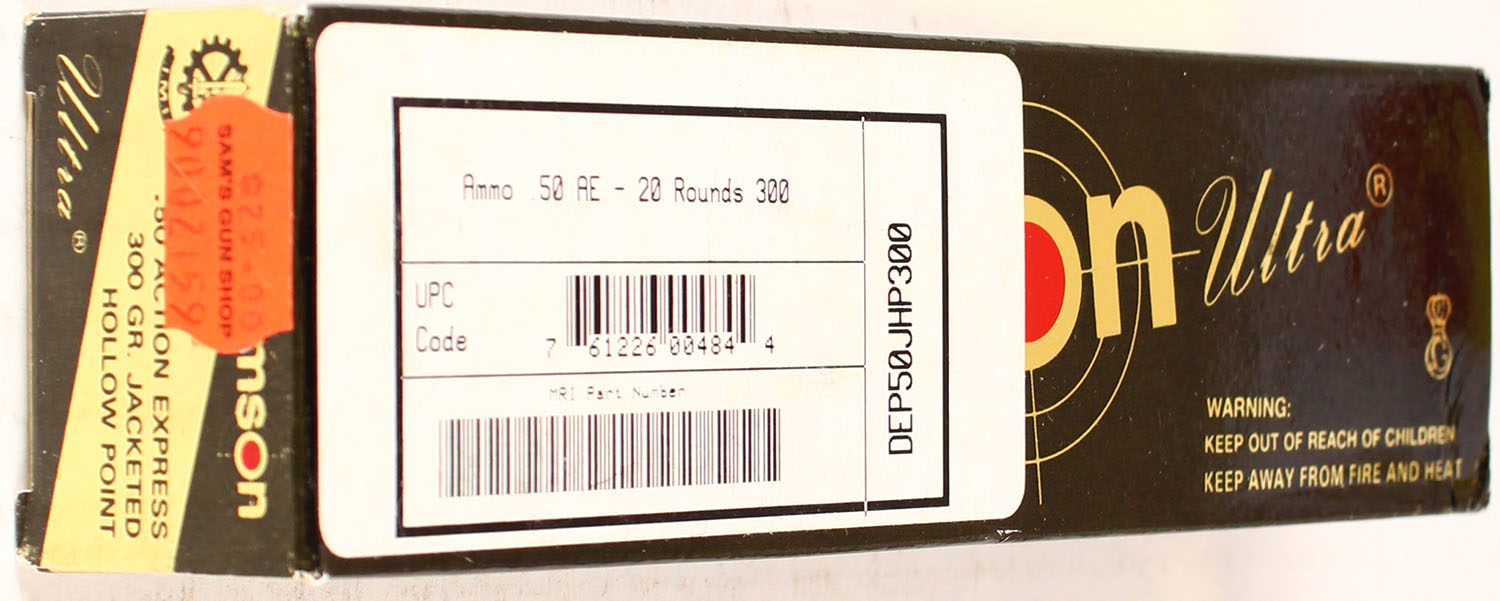 Ultra ®
I.M.I
SAM'S GUN SHOP
.50 ACTION EXPRESS
300 GR. JACKETED
HOLLOW POINT
mson
Ammo .50 AE - 20 Rounds 300
UPC
Code
7 61226 00484 4
MRI Part Number
DEP50JHP300
on Ultra ®
G
WARNING:
KEEP OUT OF REACH OF CHILDREN
KEEP AWAY FROM FIRE AND HEAT